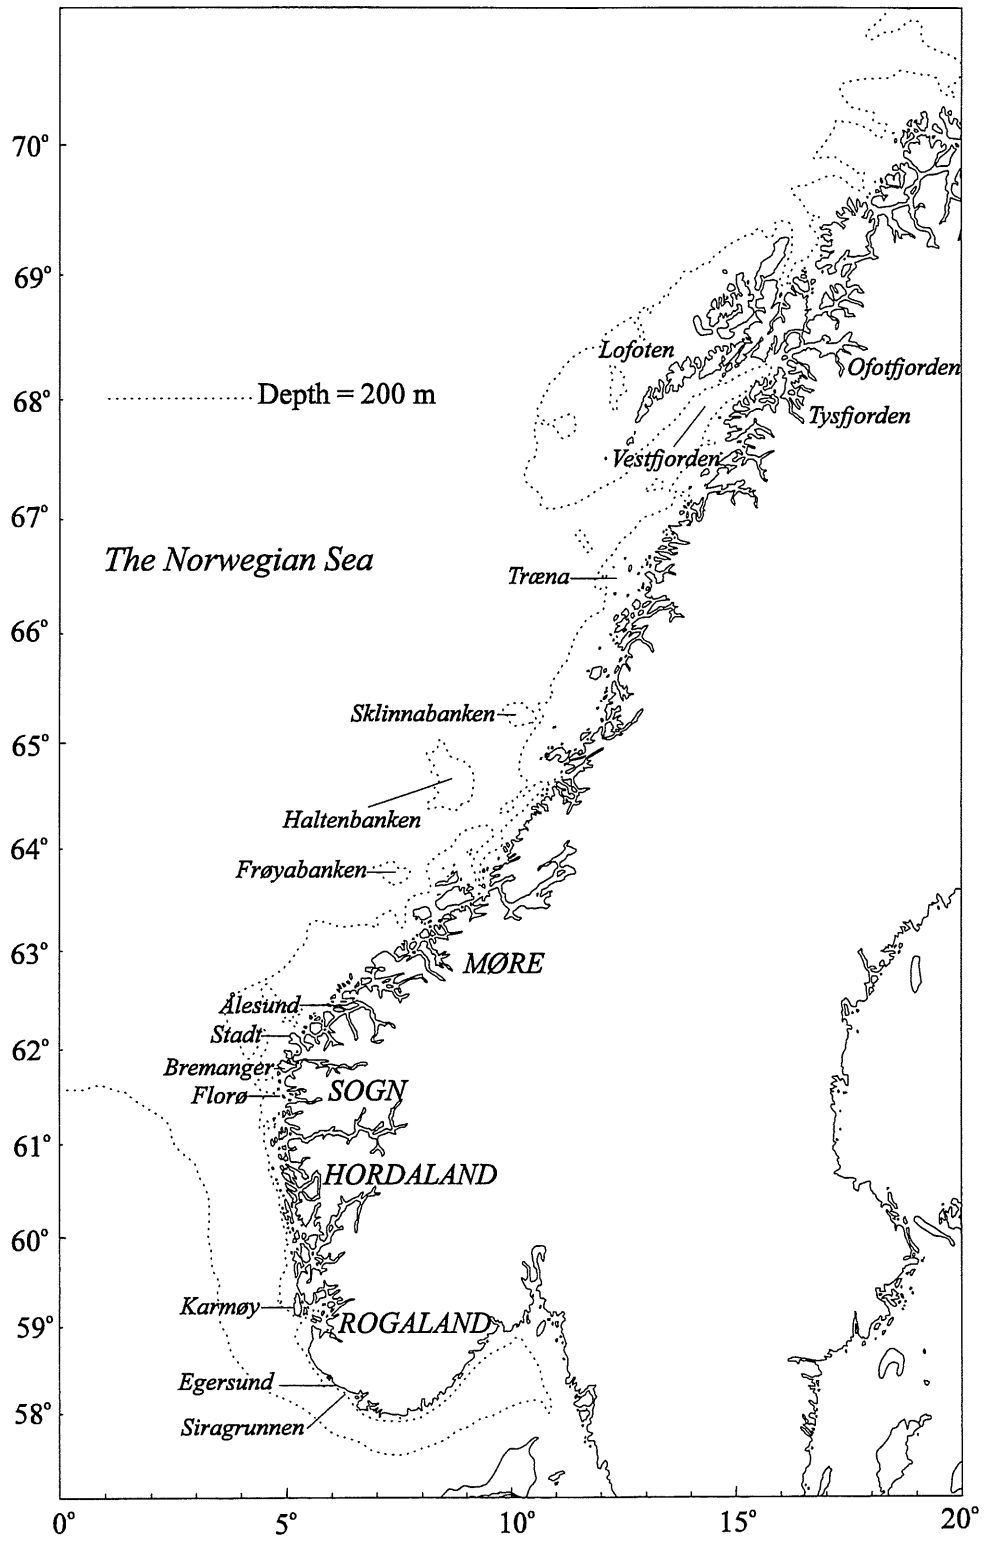 70°
69°
Lofoten
Ofotfjorden
68°
Depth = 200 m
Tysfjorden
Vestfjorden
67°
The Norwegian Sea
Træna
66°
Sklinnabanken
65°
Haltenbanken
64°
Frøyabanken
63°
MØRE
Ålesund
Stadt
62°
Bremanger
SOGN
Florø
61°
HORDALAND
60°
Karmøy
ROGALAND
59°
Egersund
58°
Siragrunnen
0° 5° 10° 15° 20°